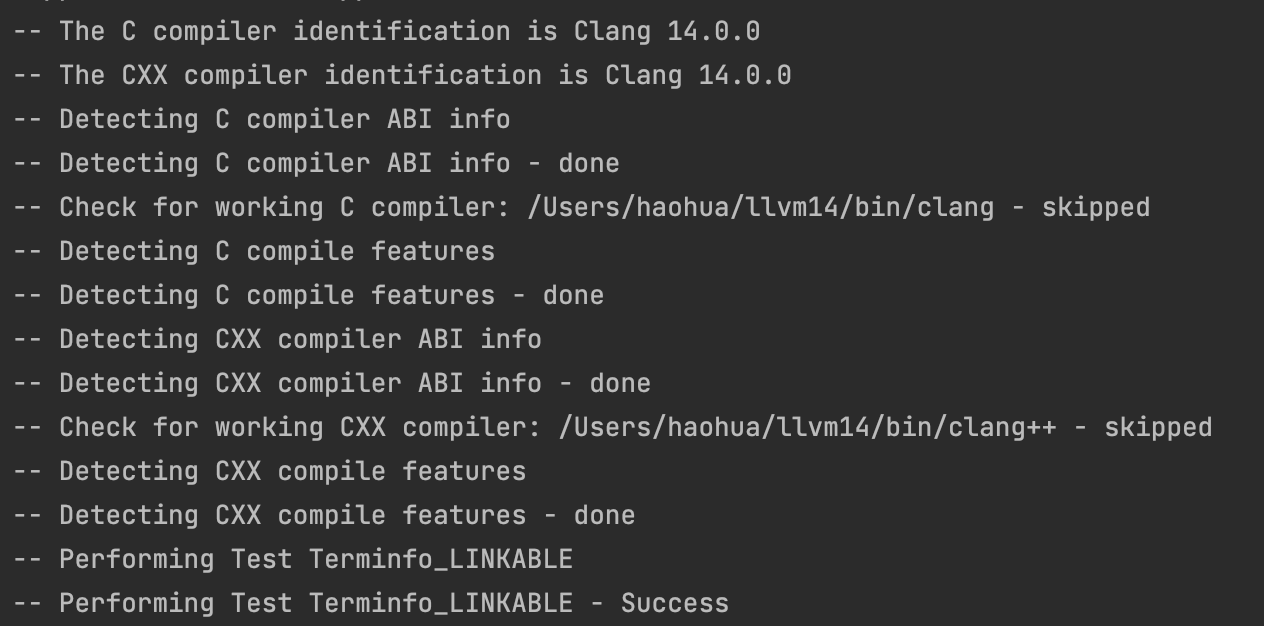 -- The C compiler identification is Clang 14.0.0
-- The CXX compiler identification is Clang 14.0.0
-- Detecting C compiler ABI info
-- Detecting C compiler ABI info - done
-- Check for working C compiler: /Users/haohua/llvm14/bin/clang - skipped
-- Detecting C compile features
-- Detecting C compile features - done
-- Detecting CXX compiler ABI info
-- Detecting CXX compiler ABI info - done
-- Check for working CXX compiler: /Users/haohua/llvm14/bin/clang++ - skipped
-- Detecting CXX compile features
-- Detecting CXX compile features - done
-- Performing Test Terminfo_LINKABLE
-- Performing Test Terminfo_LINKABLE - Success